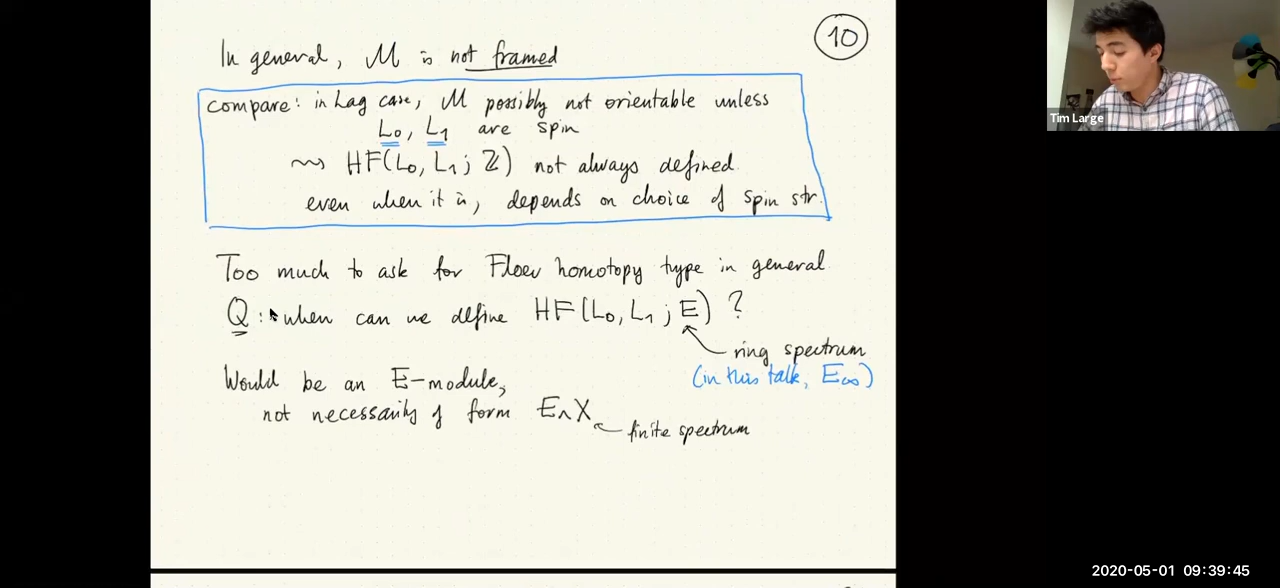 10
In general, M is not framed
compare: in Lag case, M possibly not orientable unless
L₀, L₁ are spin
⇝ HF(L₀, L₁; ℤ) not always defined.
even when it is, depends on choice of spin str.
Too much to ask for Floer homotopy type in general.
Q: when can we define HF(L₀, L₁; E) ?
ring spectrum
(in this talk, E∞)
Would be an E-module,
not necessarily of form E∧X
finite spectrum
Tim Large
2020-05-01 09:39:45